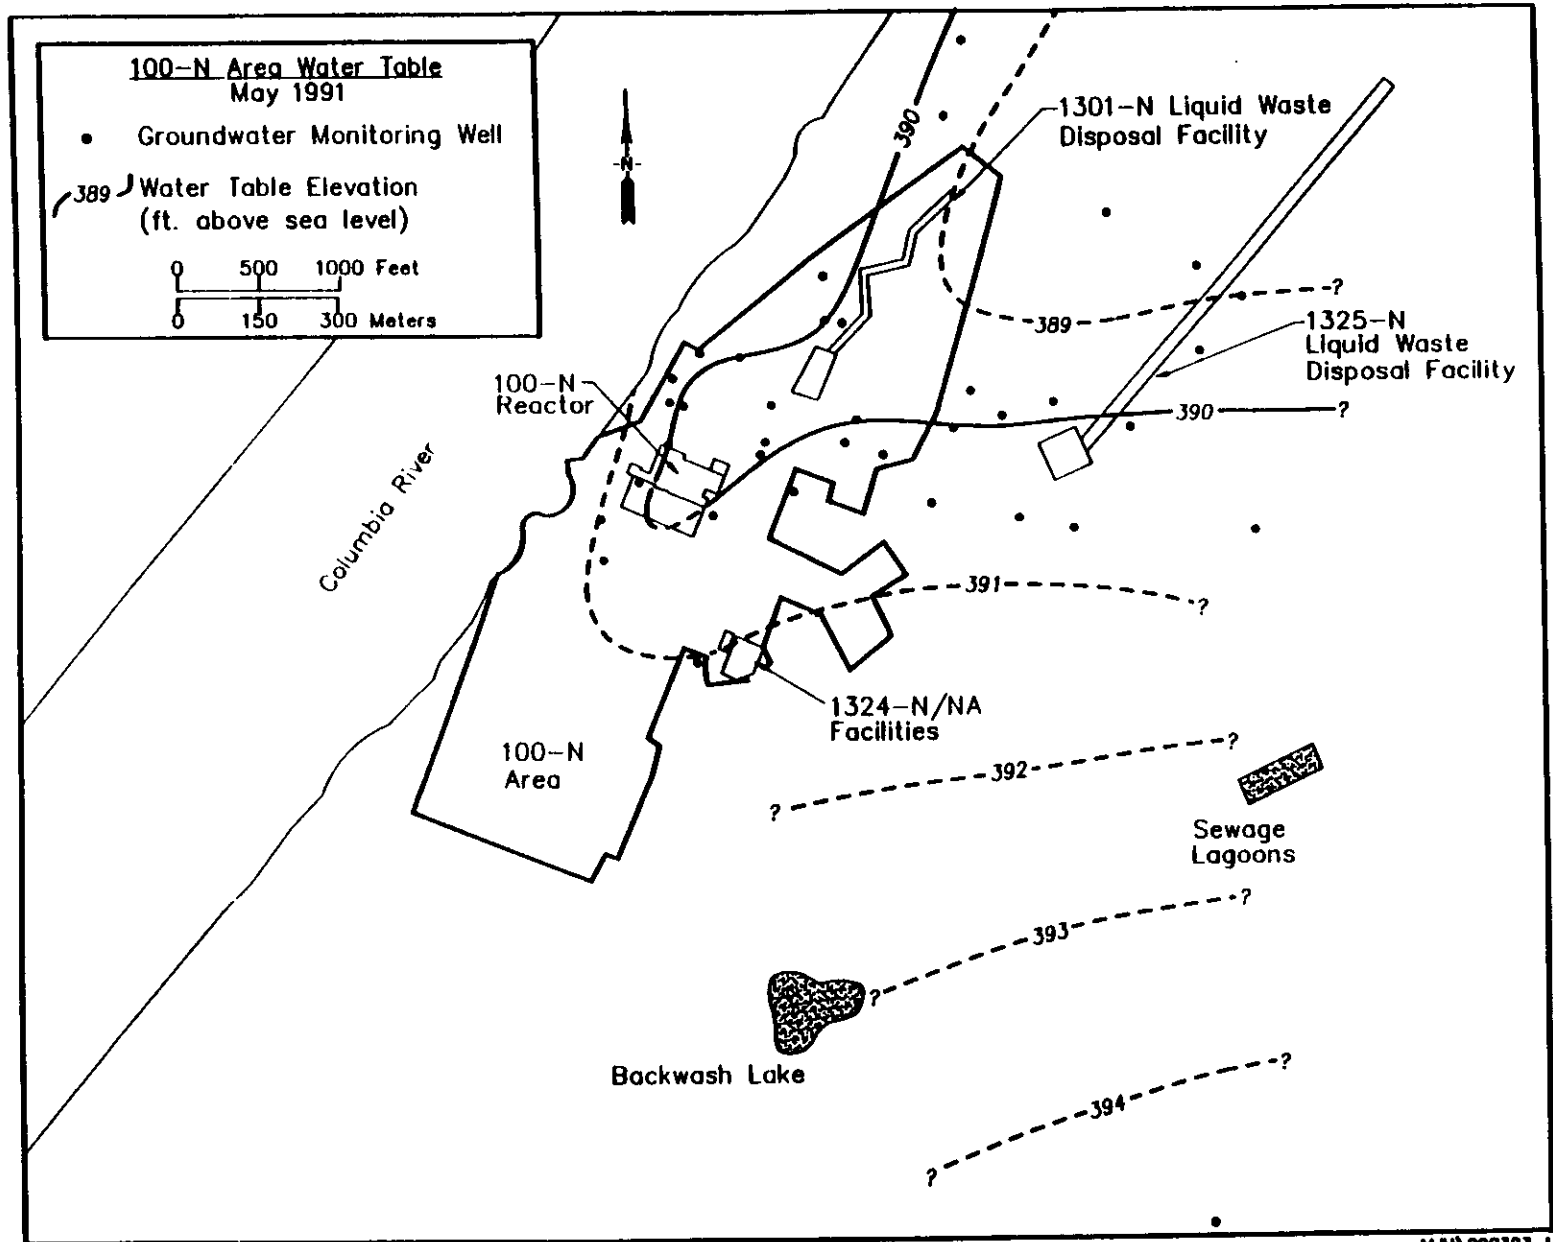 100-N Area Water Table
May 1991
Groundwater Monitoring Well
389 Water Table Elevation
(ft. above sea level)
0 500 1000 Feet
0 150 300 Meters
-N-
390
1301-N Liquid Waste
Disposal Facility
389
?
1325-N
Liquid Waste
Disposal Facility
100-N
Reactor
390
?
Columbia River
391
?
1324-N/NA
Facilities
100-N
Area
392
?
?
Sewage
Lagoons
393
?
?
Backwash Lake
394
?
?